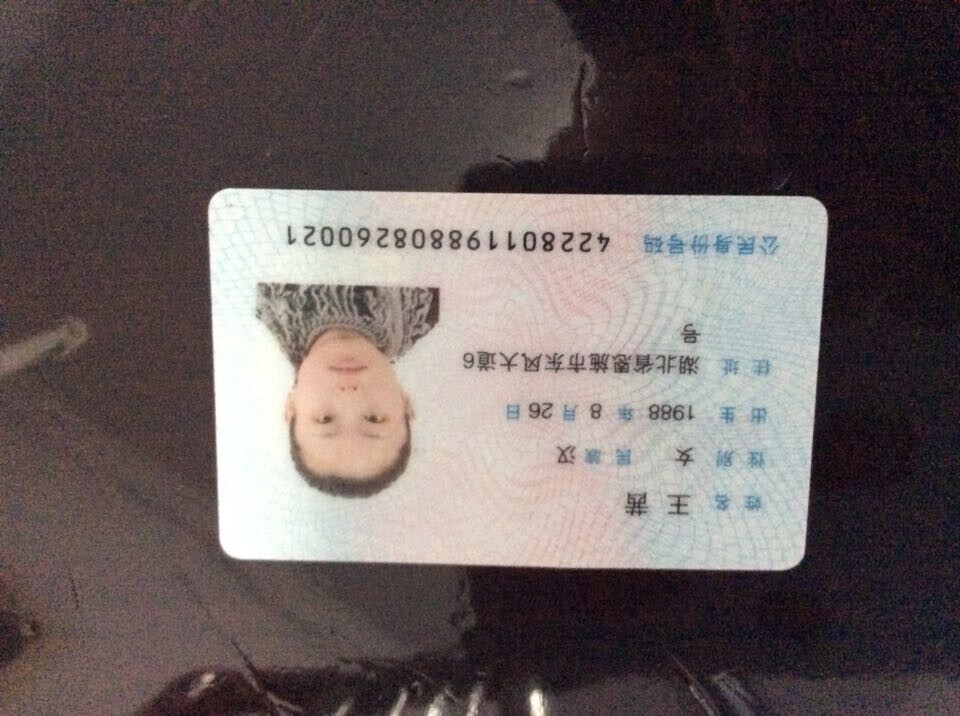 姓名 王茜
性别 女 民族 汉
出生 1988 年 8 月 26 日
住址 湖北省恩施市东风大道6
号
公民身份号码 422801198808260021